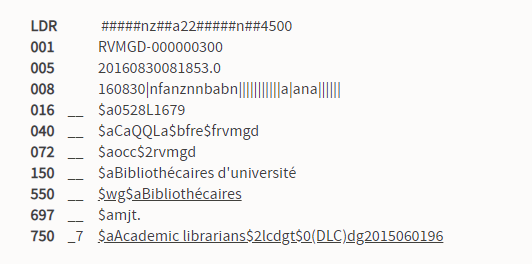 LDR #####nz##a22#####n##4500
001 RVMGD-000000300
005 20160830081853.0
008 160830|nfanznnbabn|||||||||||a|ana||||||
016 __ $a0528L1679
040 __ $aCaQQLa$bfre$frvmgd
072 __ $aocc$2rvmgd
150 __ $aBibliothécaires d'université
550 __ $wg$aBibliothécaires
697 __ $amjt.
750 _7 $aAcademic librarians$2lcdgt$0(DLC)dg2015060196